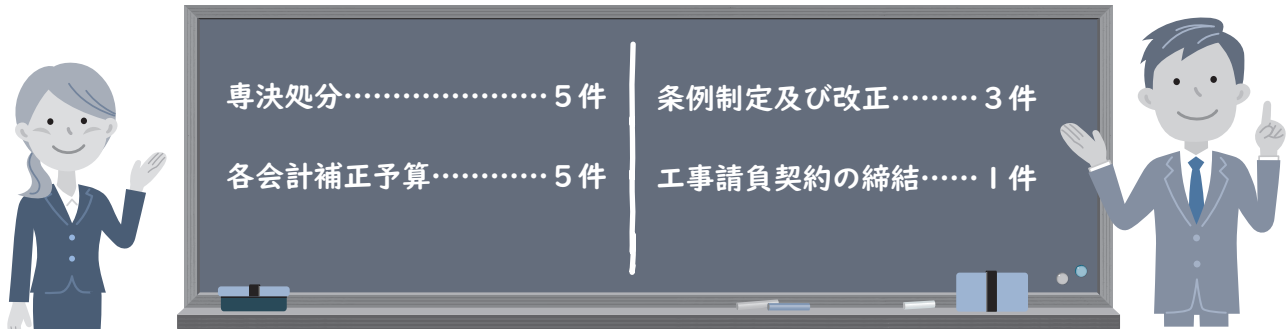 専決処分…………………５件
各会計補正予算…………５件
条例制定及び改正………３件
工事請負契約の締結……１件